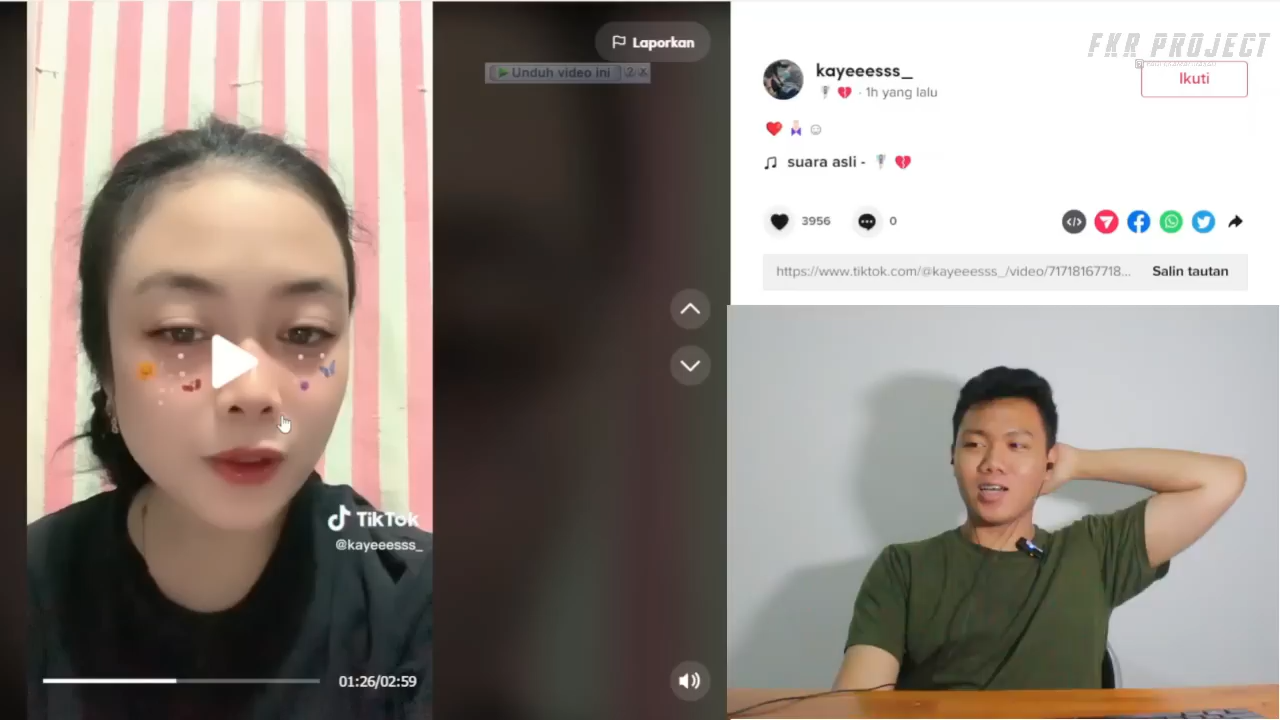 Laporkan
Unduh video ini
?
X
TikTok
@kayeeesss_
01:26/02:59
FKR PROJECT
kayeeesss_
· 1h yang lalu
Ikuti
suara asli -
3956
0
https://www.tiktok.com/@kayeeesss_/video/71718167718...
Salin tautan